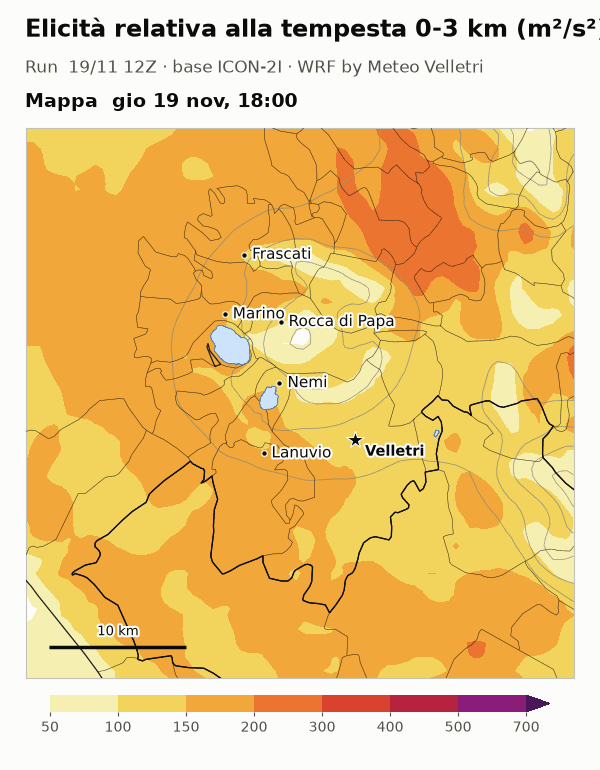 Elicità relativa alla tempesta 0-3 km (m²/s²)
Run  19/11 12Z · base ICON-2I · WRF by Meteo Velletri
Mappa  gio 19 nov, 18:00
Frascati
Marino
Rocca di Papa
Nemi
Velletri
Lanuvio
10 km
50 100 150 200 300 400 500 700